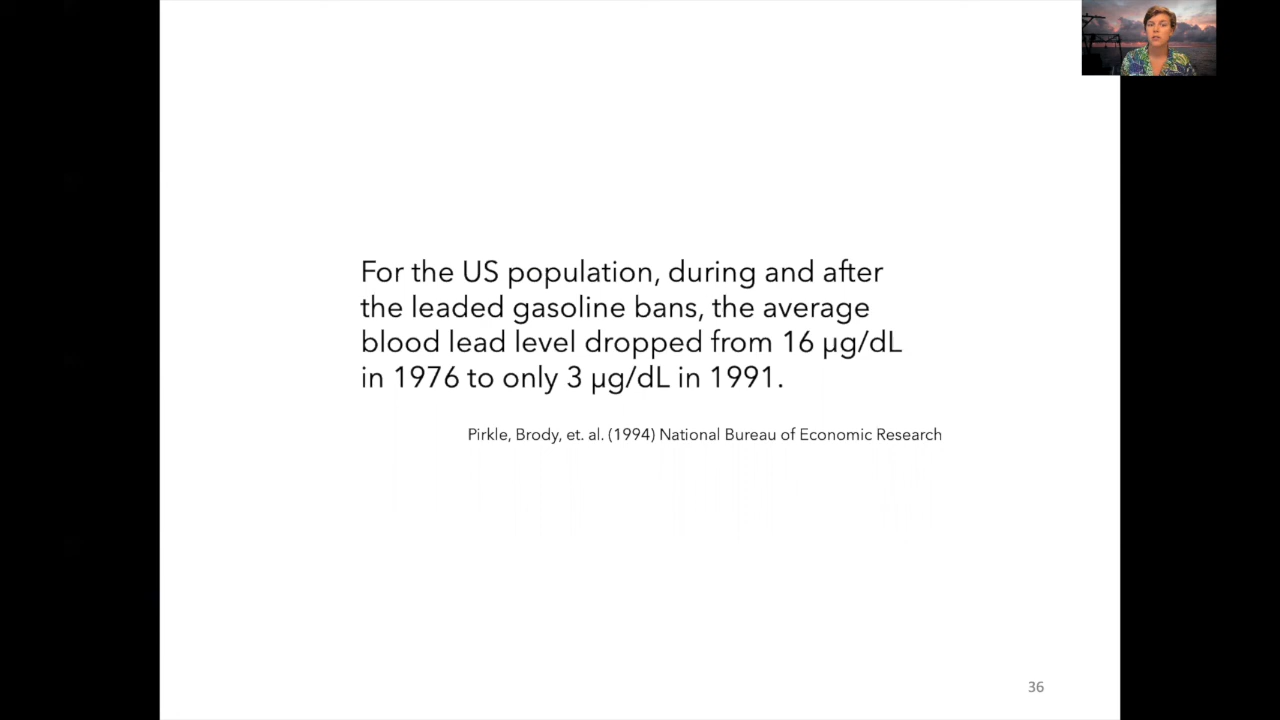 For the US population, during and after
the leaded gasoline bans, the average
blood lead level dropped from 16 µg/dL
in 1976 to only 3 µg/dL in 1991.
Pirkle, Brody, et. al. (1994) National Bureau of Economic Research
36